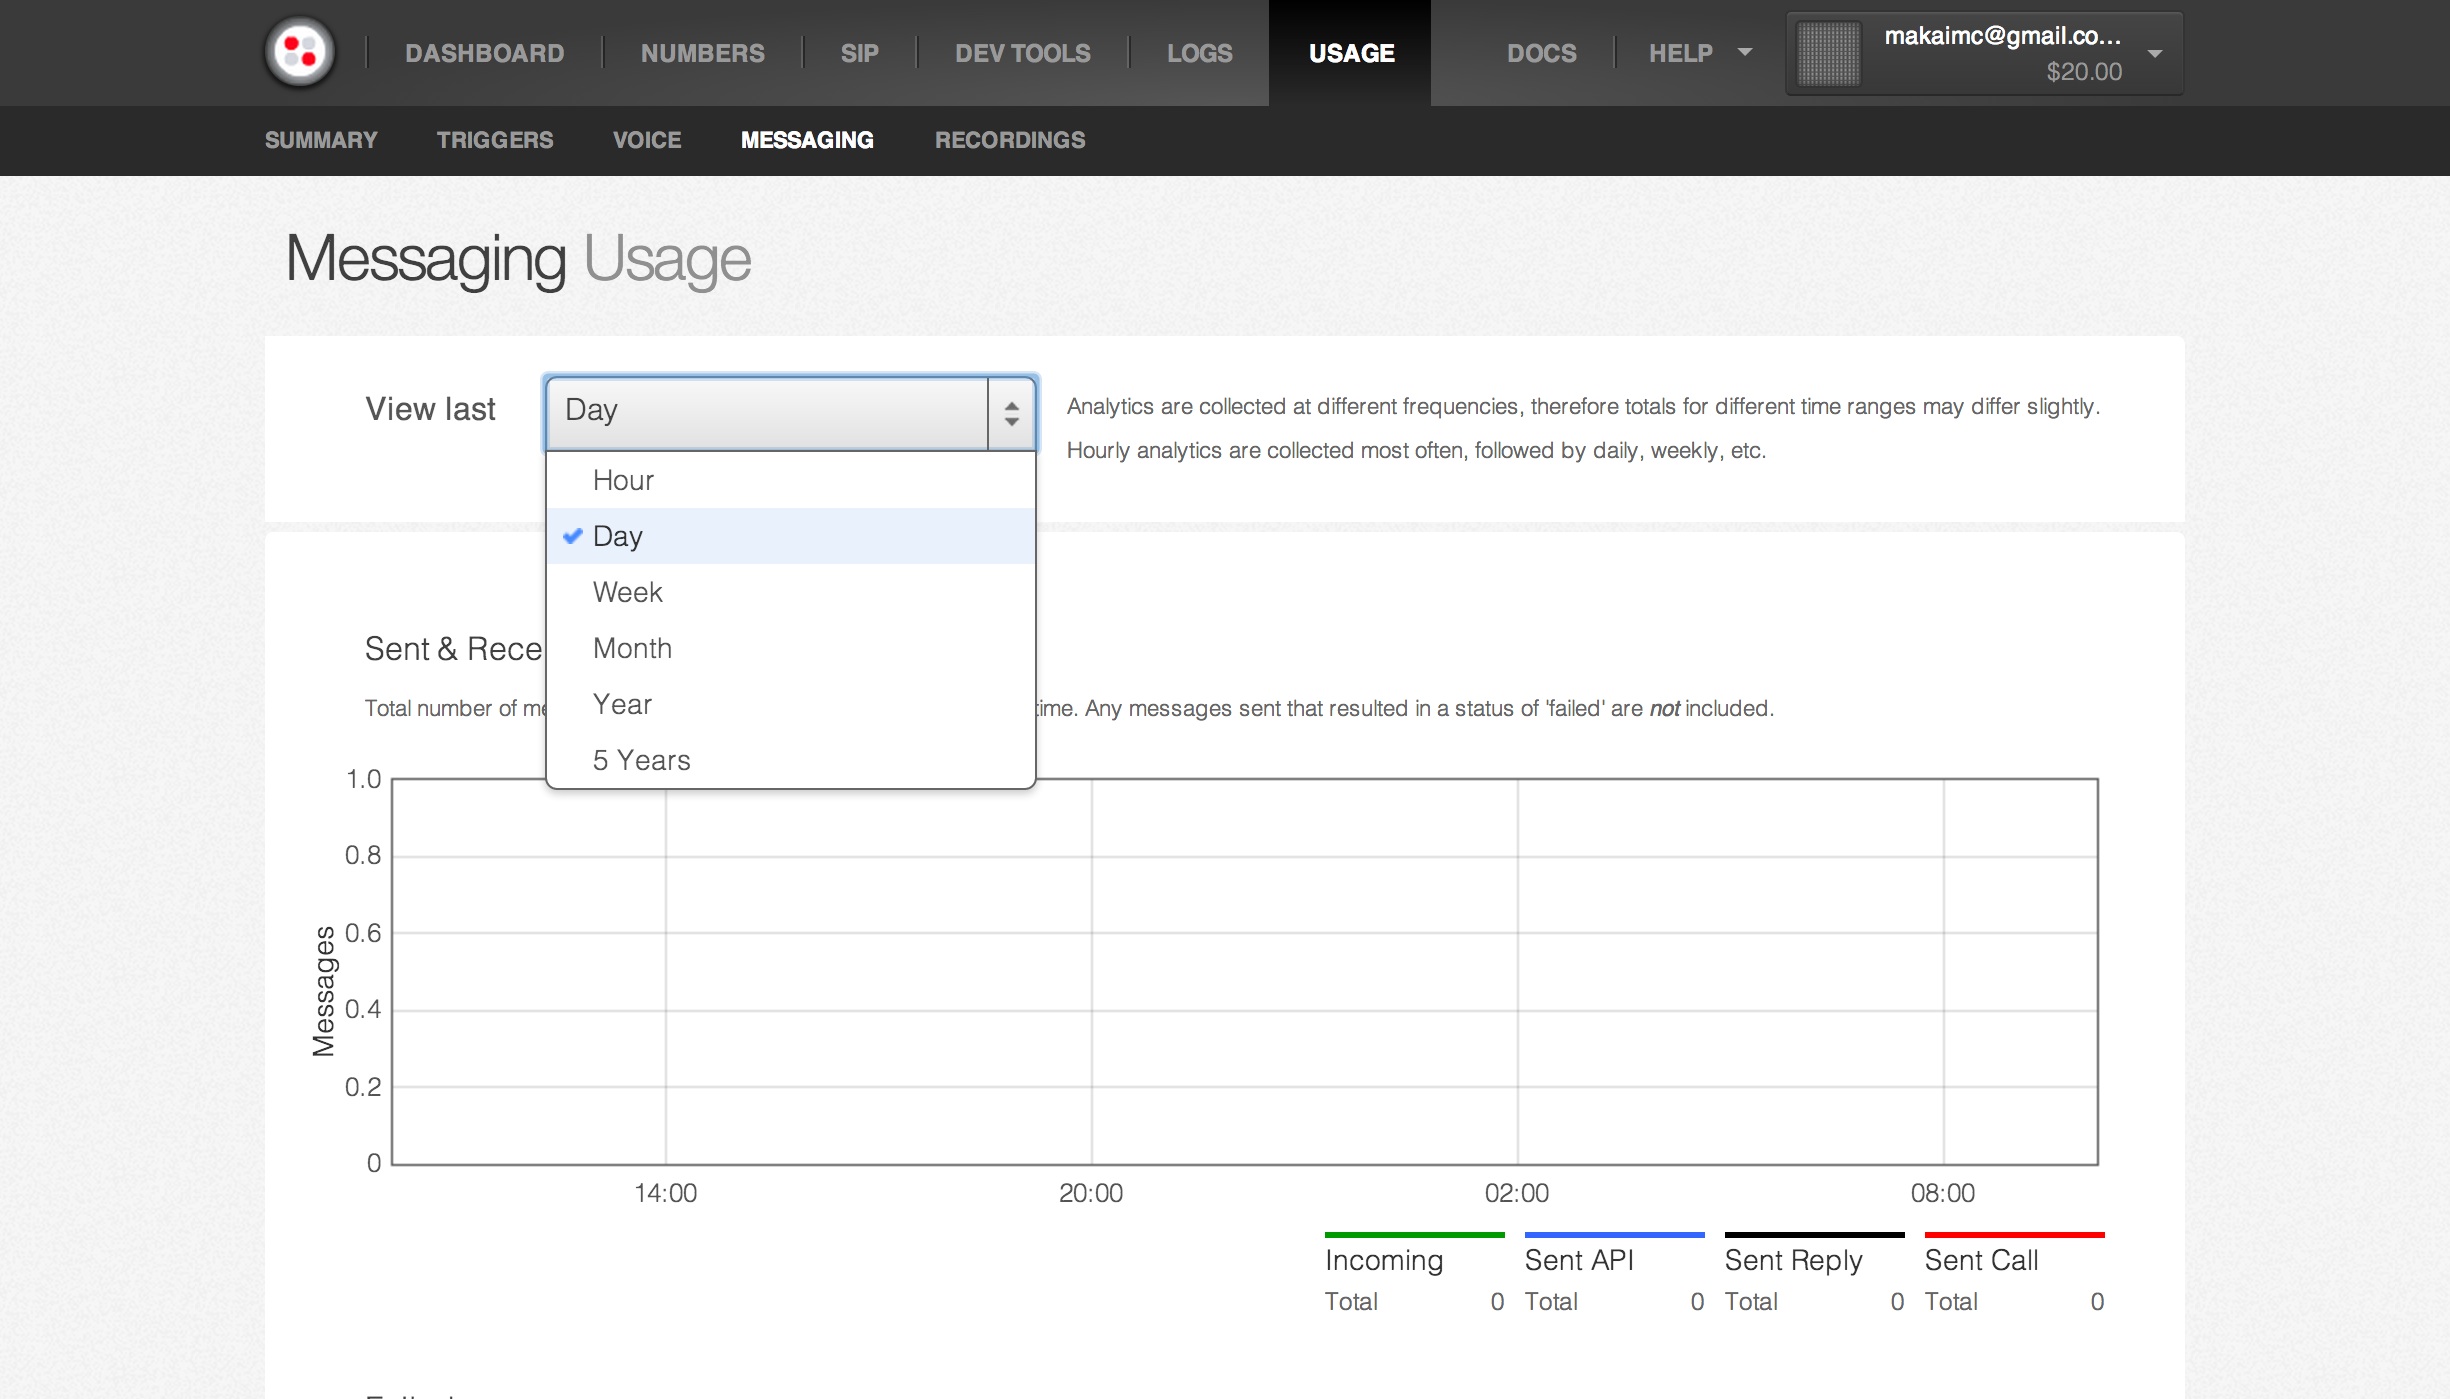 DASHBOARD NUMBERS SIP DEV TOOLS LOGS USAGE DOCS HELP makaimc@gmail.co...
$20.00
SUMMARY TRIGGERS VOICE MESSAGING RECORDINGS
Messaging Usage
View last Day
Analytics are collected at different frequencies, therefore totals for different time ranges may differ slightly.
Hourly analytics are collected most often, followed by daily, weekly, etc.
Hour
Day
Week
Month
Year
5 Years
Sent & Rece
Total number of me ime. Any messages sent that resulted in a status of 'failed' are not included.
Messages
1.0
0.8
0.6
0.4
0.2
0
14:00 20:00 02:00 08:00
Incoming Sent API Sent Reply Sent Call
Total 0 Total 0 Total 0 Total 0